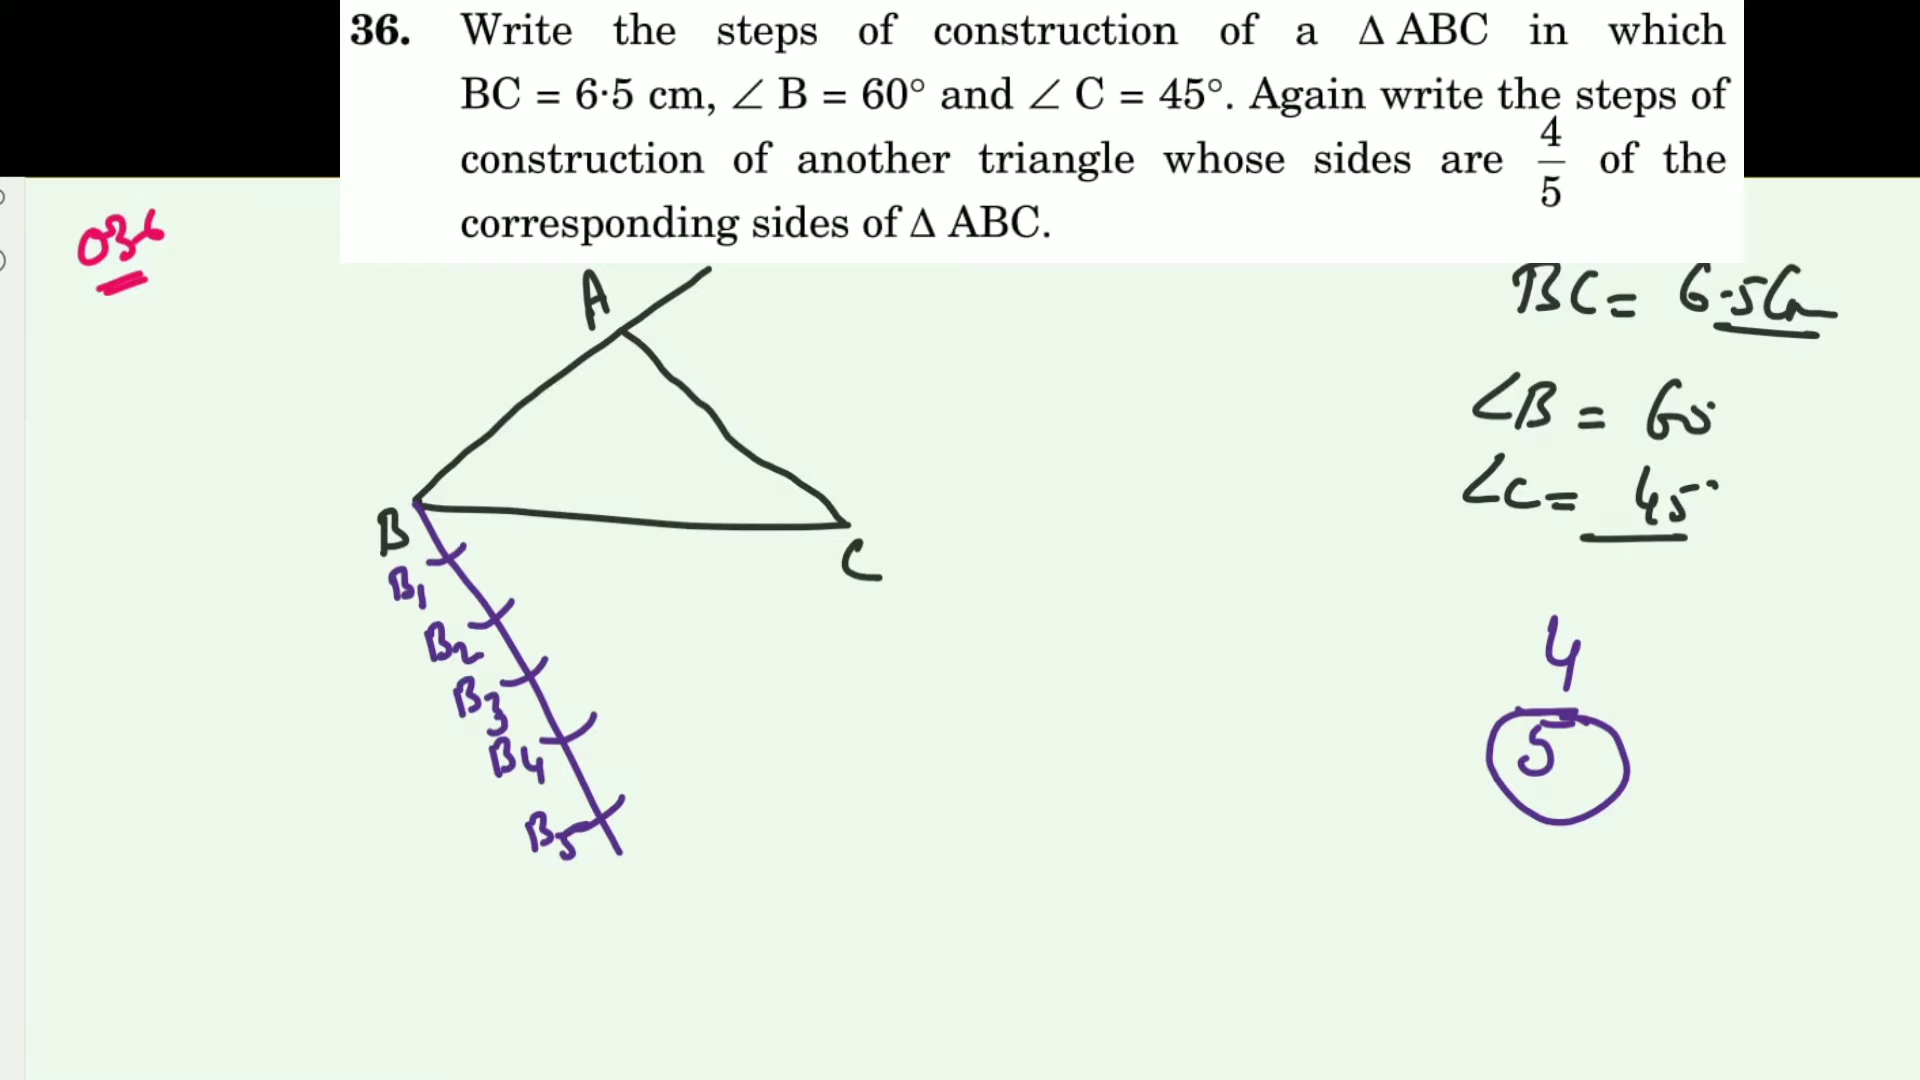 36. Write the steps of construction of a Δ ABC in which
BC = 6·5 cm, ∠ B = 60° and ∠ C = 45°. Again write the steps of
construction of another triangle whose sides are 4/5 of the
corresponding sides of Δ ABC.
036
A
BC = 6.5cm
∠B = 60
∠C = 45°
B
C
B1
B2
B3
B4
B5
4
5